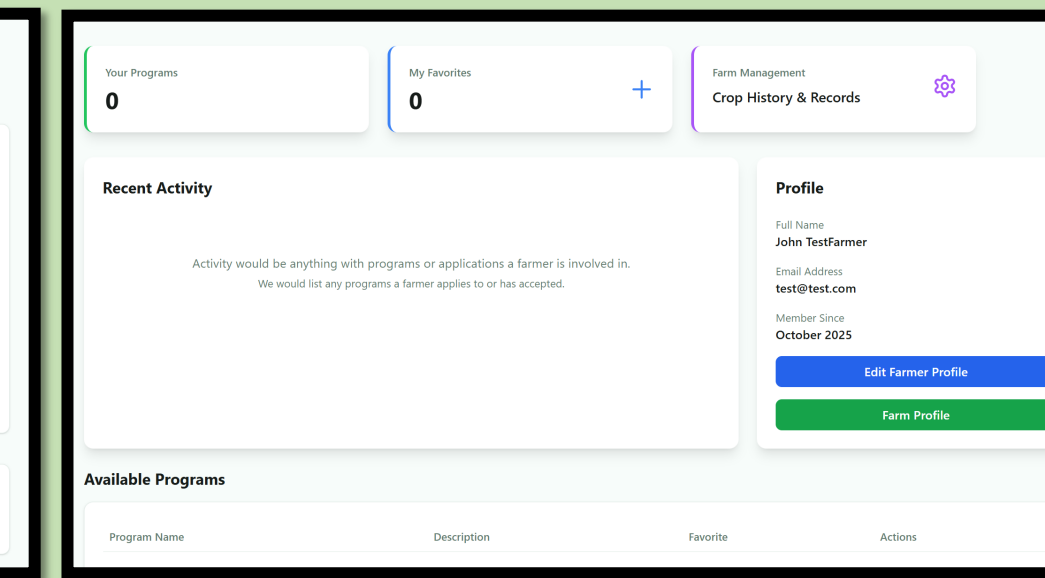 Your Programs
0
My Favorites
0
Farm Management
Crop History & Records
Recent Activity
Activity would be anything with programs or applications a farmer is involved in.
We would list any programs a farmer applies to or has accepted.
Profile
Full Name
John TestFarmer
Email Address
test@test.com
Member Since
October 2025
Edit Farmer Profile
Farm Profile
Available Programs
Program Name Description Favorite Actions